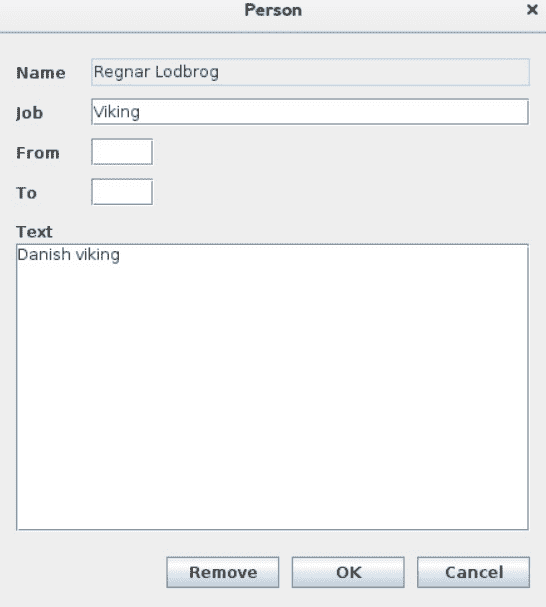 Person
Name Regnar Lodbrog
Job Viking
From
To
Text
Danish viking
Remove OK Cancel